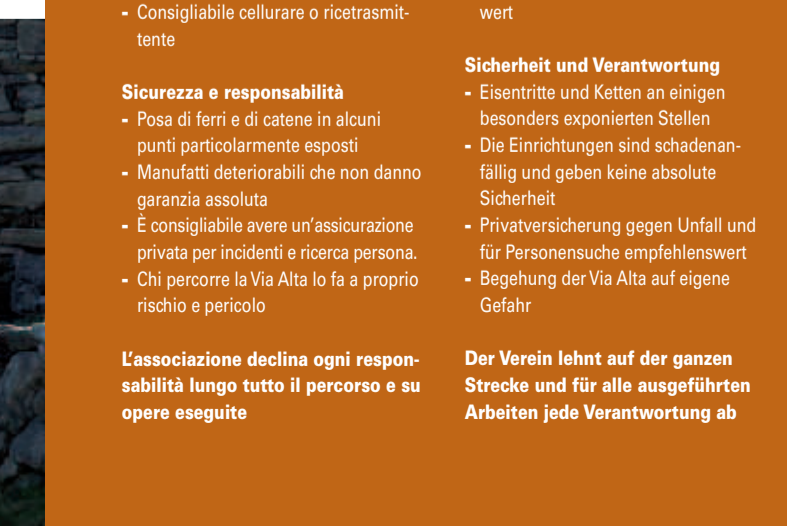 - Consigliabile cellurare o ricetrasmit-
tente
Sicurezza e responsabilità
- Posa di ferri e di catene in alcuni
punti particolarmente esposti
- Manufatti deteriorabili che non danno
garanzia assoluta
- È consigliabile avere un’assicurazione
privata per incidenti e ricerca persona.
- Chi percorre la Via Alta lo fa a proprio
rischio e pericolo
L’associazione declina ogni respon-
sabilità lungo tutto il percorso e su
opere eseguite
wert
Sicherheit und Verantwortung
- Eisentritte und Ketten an einigen
besonders exponierten Stellen
- Die Einrichtungen sind schadenan-
fällig und geben keine absolute
Sicherheit
- Privatversicherung gegen Unfall und
für Personensuche empfehlenswert
- Begehung der Via Alta auf eigene
Gefahr
Der Verein lehnt auf der ganzen
Strecke und für alle ausgeführten
Arbeiten jede Verantwortung ab